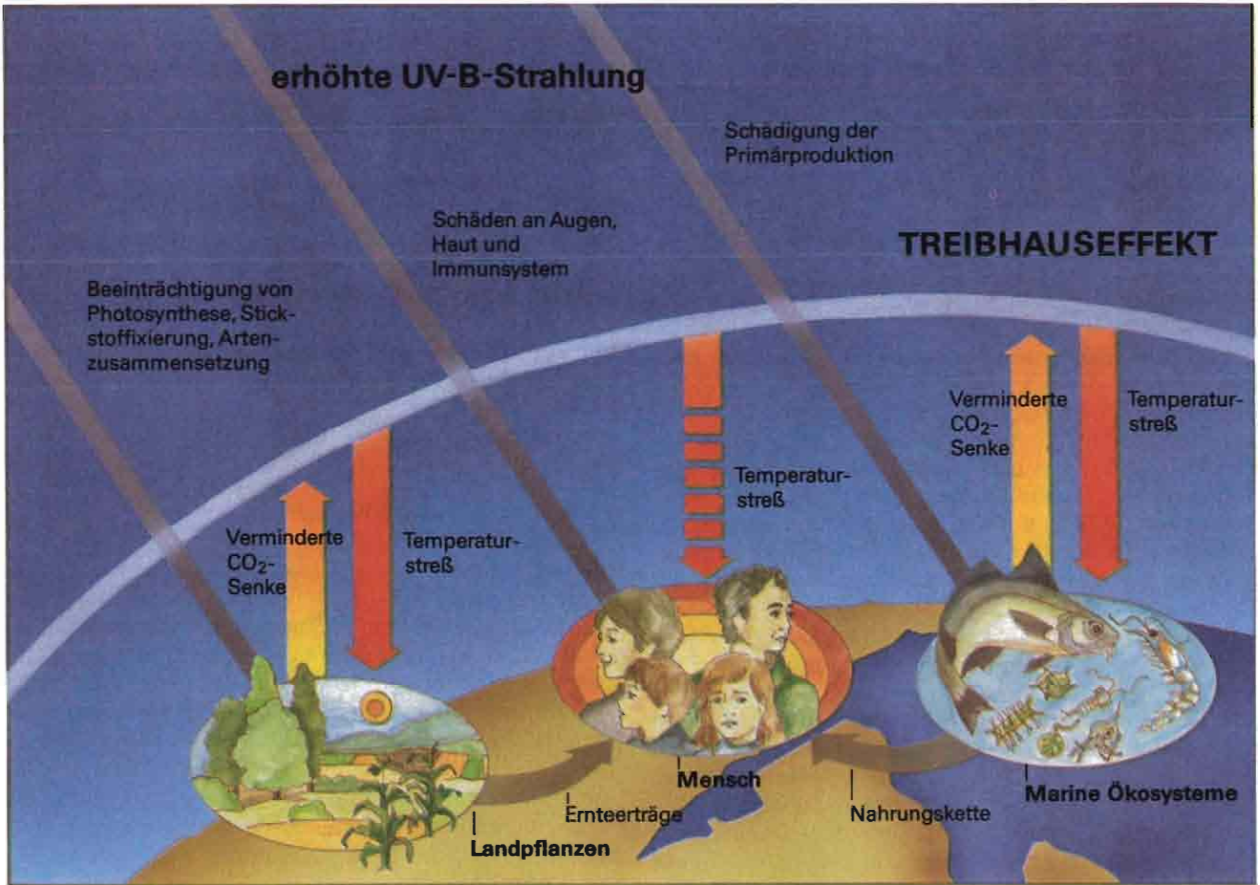 erhöhte UV-B-Strahlung
Schädigung der
Primärproduktion
Schäden an Augen,
Haut und
Immunsystem
TREIBHAUSEFFEKT
Beeinträchtigung von
Photosynthese, Stick-
stoffixierung, Arten-
zusammensetzung
Verminderte
CO₂-
Senke
Temperatur-
streß
Temperatur-
streß
Verminderte
CO₂-
Senke
Temperatur-
streß
Mensch
Ernteerträge
Landpflanzen
Nahrungskette
Marine Ökosysteme